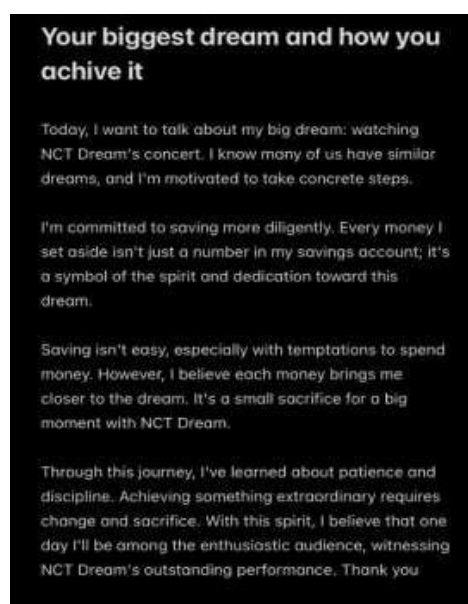 Your biggest dream and how you
achive it
Today, I want to talk about my big dream: watching
NCT Dream's concert. I know many of us have similar
dreams, and I'm motivated to take concrete steps.
I'm committed to saving more diligently. Every money I
set aside isn't just a number in my savings account; it's
a symbol of the spirit and dedication toward this
dream.
Saving isn't easy, especially with temptations to spend
money. However, I believe each money brings me
closer to the dream. It's a small sacrifice for a big
moment with NCT Dream.
Through this journey, I've learned about patience and
discipline. Achieving something extraordinary requires
change and sacrifice. With this spirit, I believe that one
day I'll be among the enthusiastic audience, witnessing
NCT Dream's outstanding performance. Thank you